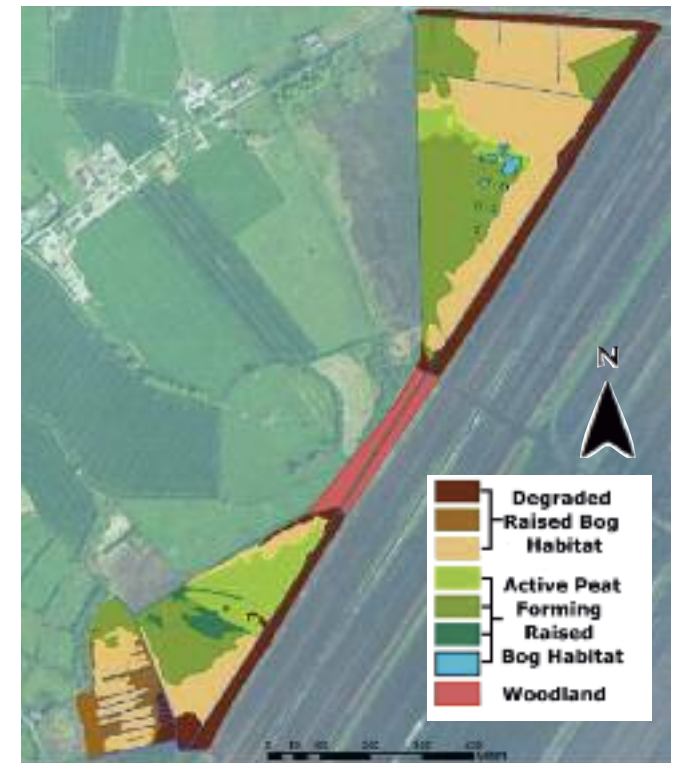 N
Degraded
Raised Bog
Habitat
Active Peat
Forming
Raised
Bog Habitat
Woodland